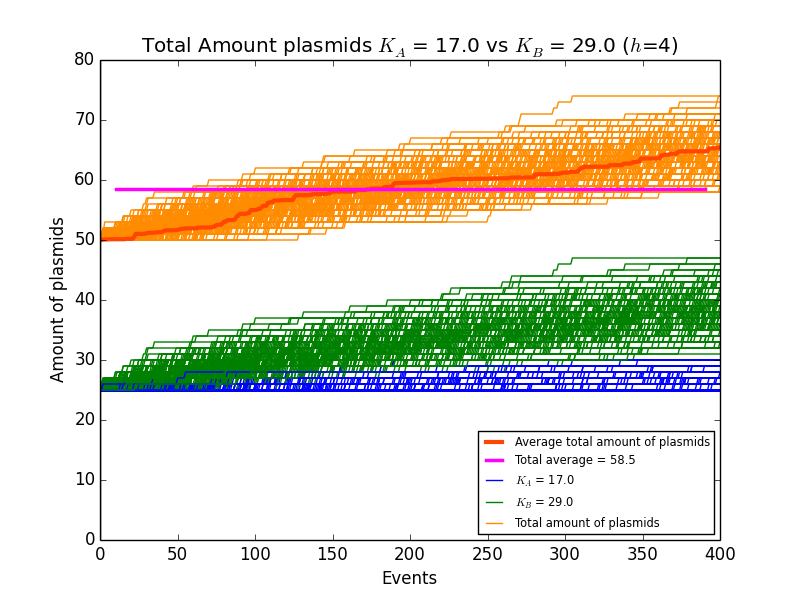 Total Amount plasmids K_A = 17.0 vs K_B = 29.0 (h=4)
80
70
60
50
40
30
20
10
0
Amount of plasmids
Average total amount of plasmids
Total average = 58.5
K_A = 17.0
K_B = 29.0
Total amount of plasmids
0 50 100 150 200 250 300 350 400
Events